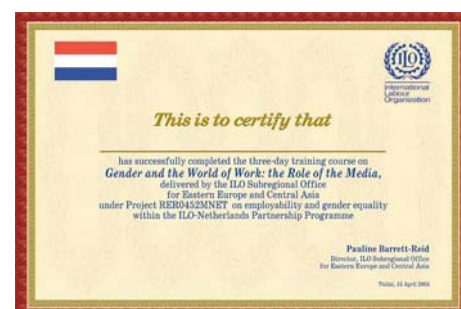 ILO
International
Labour
Organization
This is to certify that
has successfully completed the three-day training course on
Gender and the World of Work: the Role of the Media,
delivered by the ILO Subregional Office
for Eastern Europe and Central Asia
under Project RER0452MNET on employability and gender equality
within the ILO-Netherlands Partnership Programme
Pauline Barrett-Reid
Director, ILO Subregional Office
for Eastern Europe and Central Asia
15 April